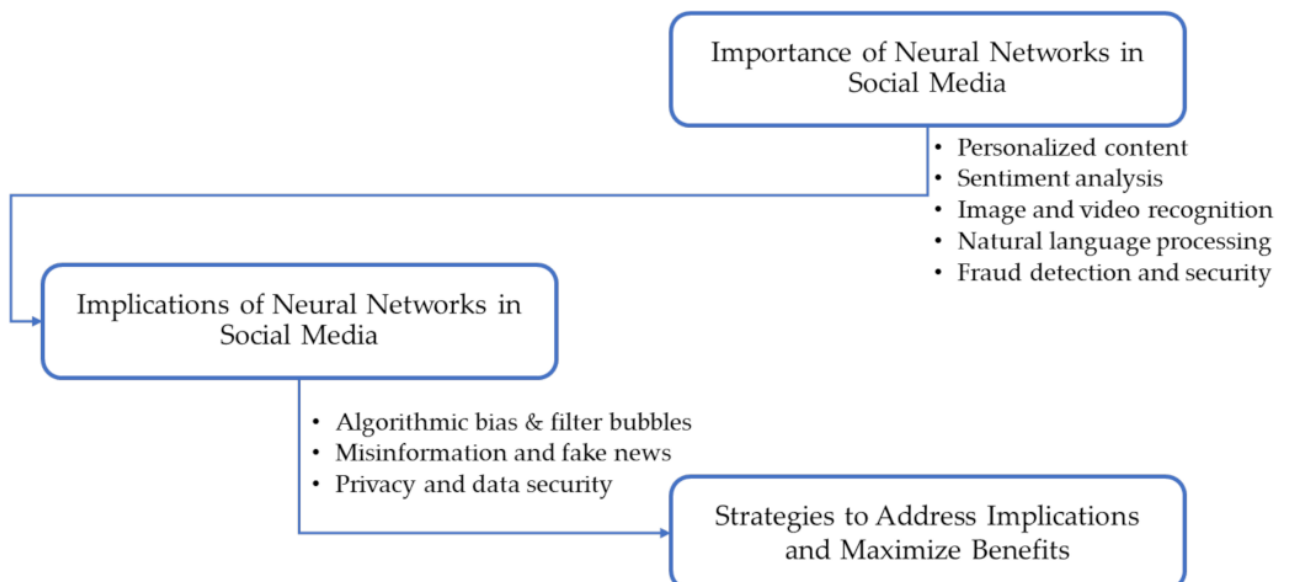 Importance of Neural Networks in
Social Media
• Personalized content
• Sentiment analysis
• Image and video recognition
• Natural language processing
• Fraud detection and security
Implications of Neural Networks in
Social Media
• Algorithmic bias & filter bubbles
• Misinformation and fake news
• Privacy and data security
Strategies to Address Implications
and Maximize Benefits